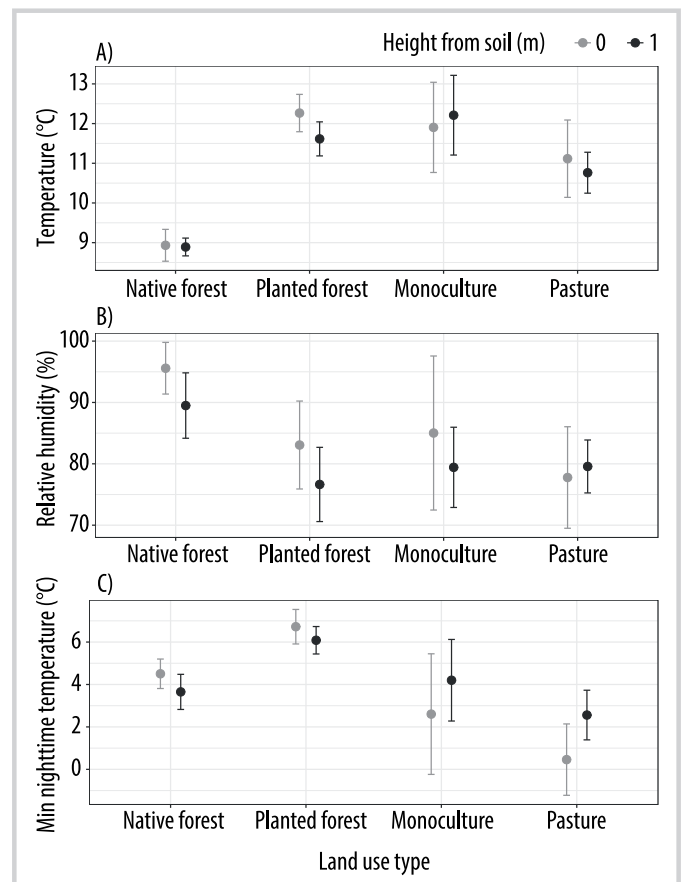 Height from soil (m) 0 1
A)
Temperature (°C)
13
12
11
10
9
Native forest Planted forest Monoculture Pasture
B)
Relative humidity (%)
100
90
80
70
Native forest Planted forest Monoculture Pasture
C)
Min nighttime temperature (°C)
6
4
2
0
Native forest Planted forest Monoculture Pasture
Land use type